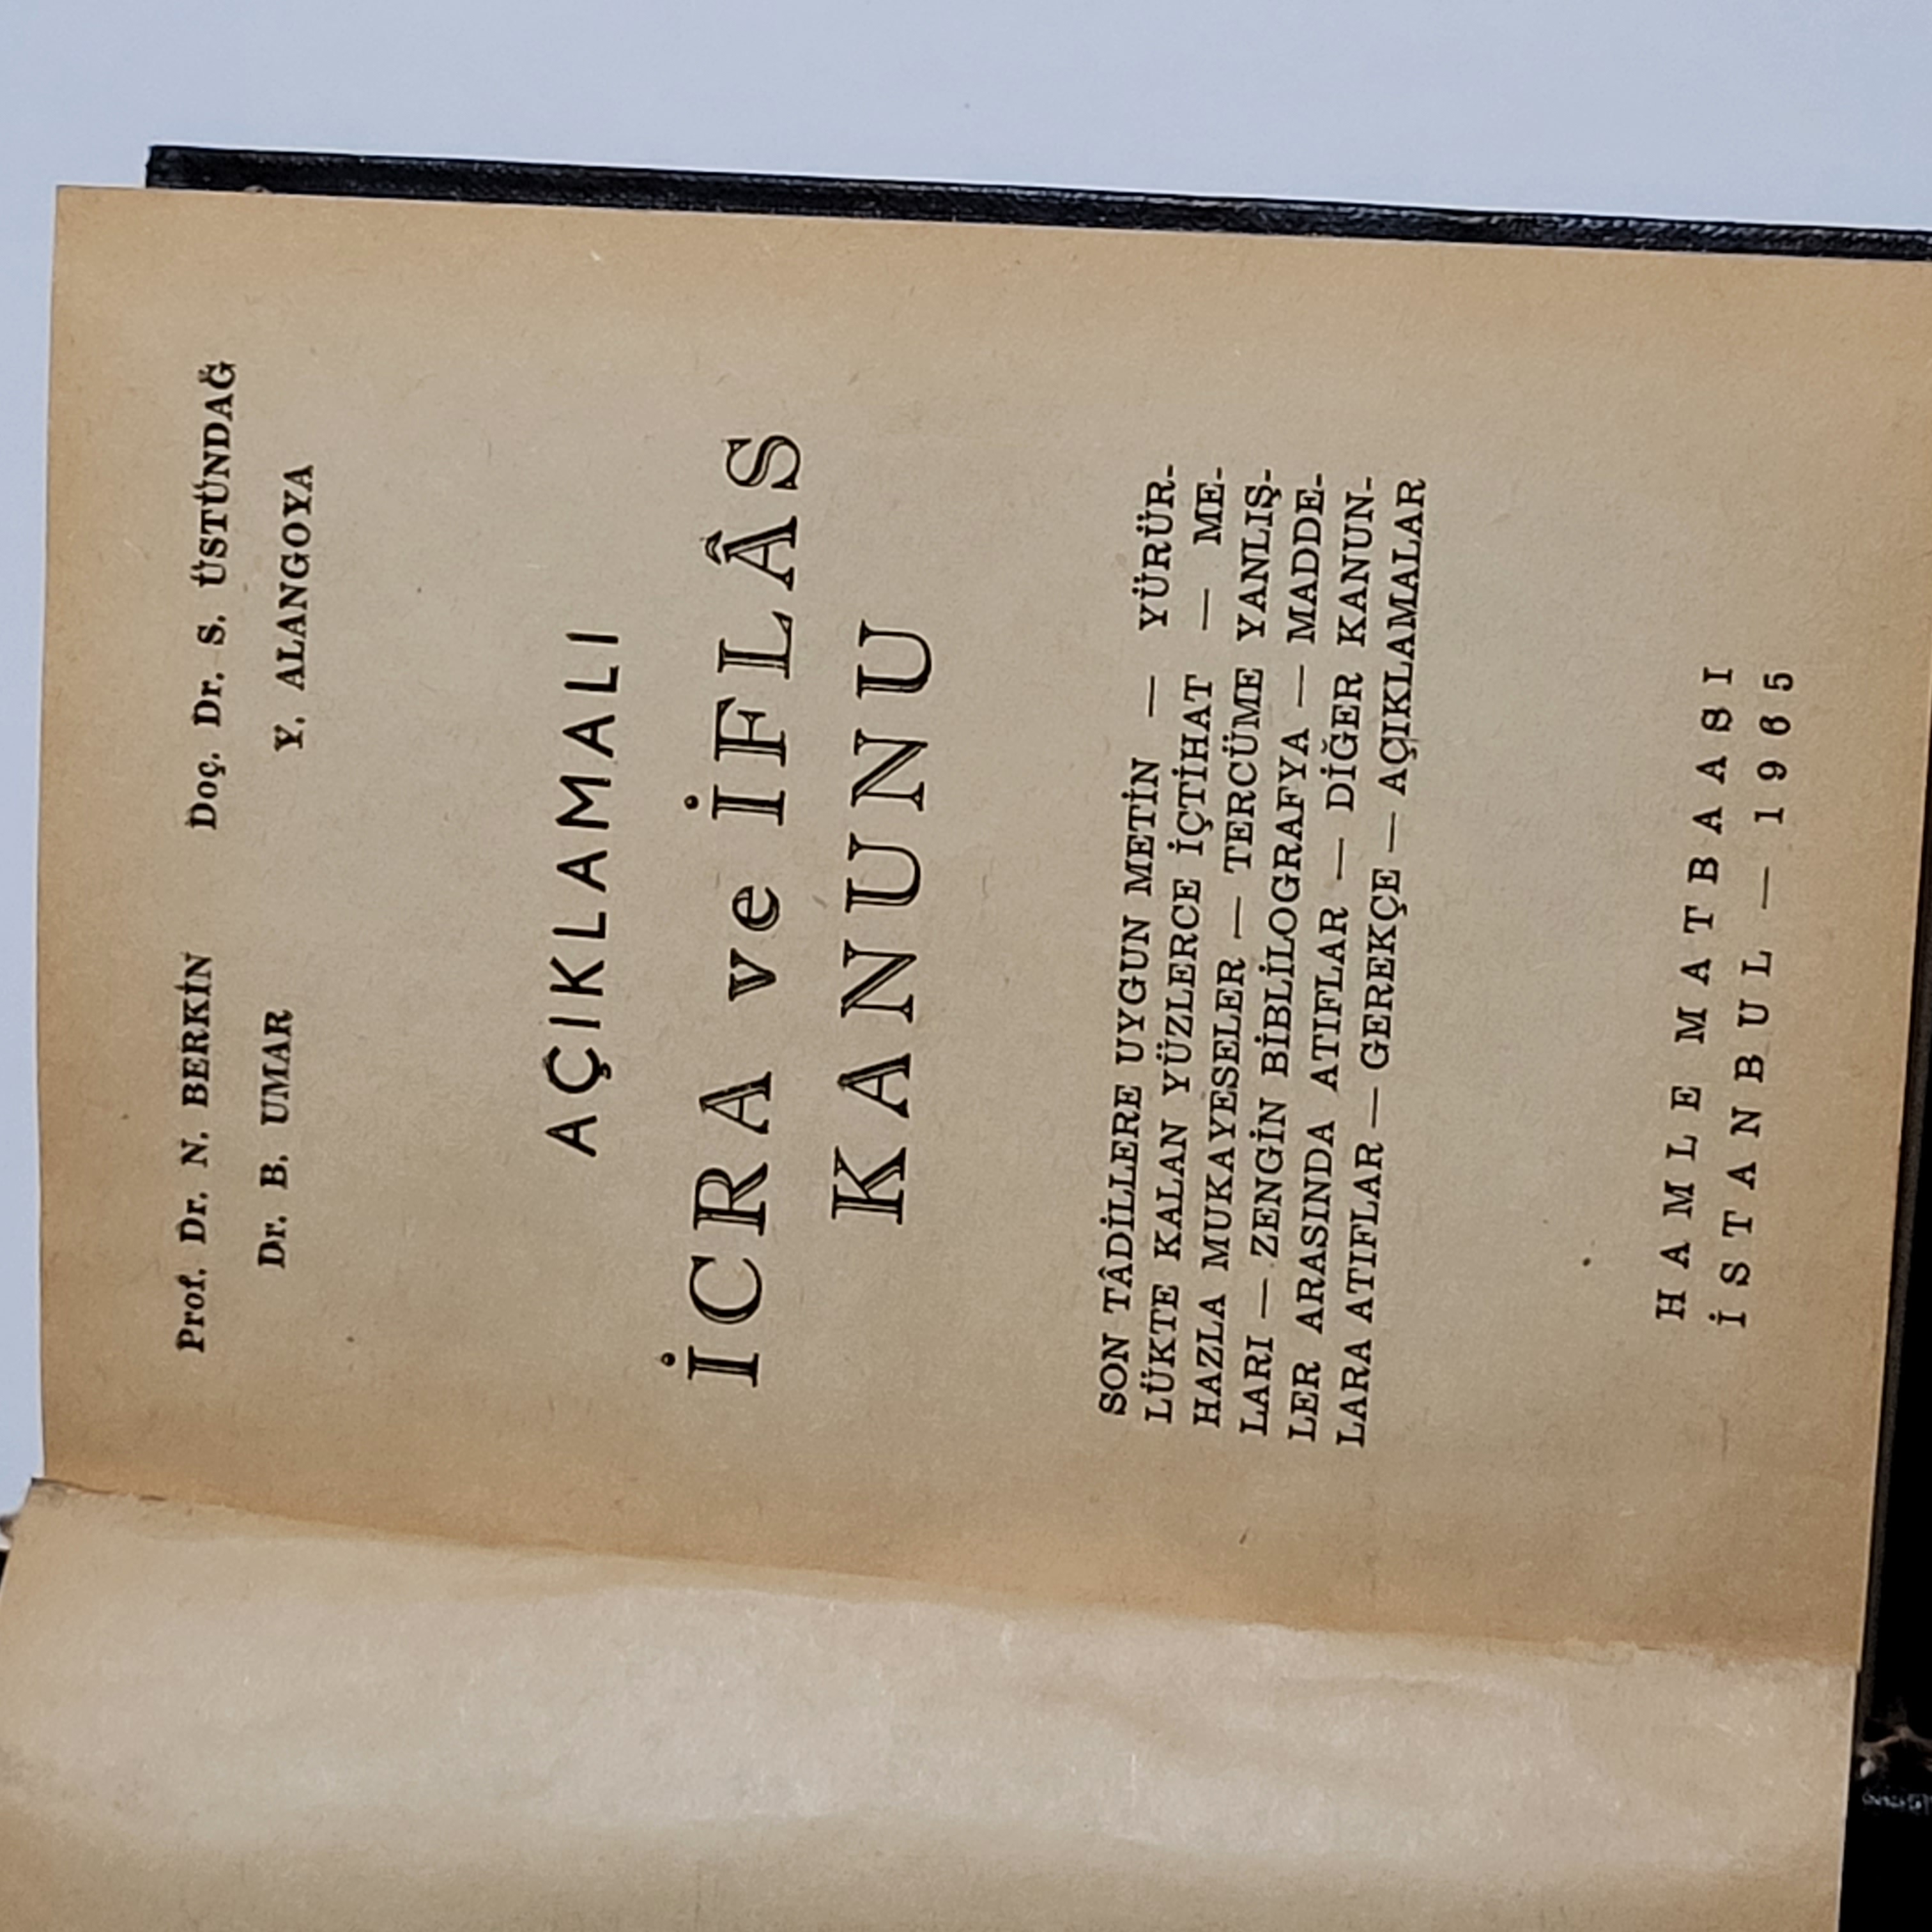 Prof. Dr. N. BERKİN Doç. Dr. S. ÜSTÜNDAĞ
Dr. B. UMAR Y. ALANGOYA
AÇIKLAMALI
İCRA ve İFLÂS
KANUNU
SON TÂDİLLERE UYGUN METİN — YÜRÜR-
LÜKTE KALAN YÜZLERCE İÇTİHAT — ME-
HAZLA MUKAYESELER — TERCÜME YANLIŞ-
LARI — ZENGİN BİBLİLOGRAFYA — MADDE-
LER ARASINDA ATIFLAR — DİĞER KANUN-
LARA ATIFLAR — GEREKÇE — AÇIKLAMALAR
HAMLE MATBAASI
İSTANBUL — 1965